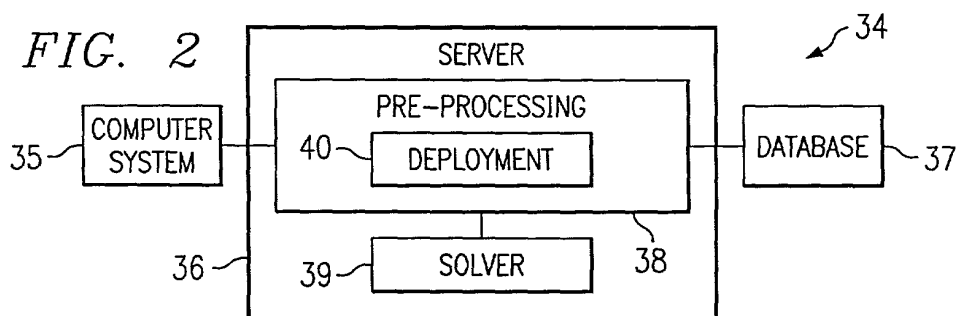 FIG. 2
34
SERVER
PRE-PROCESSING
COMPUTER
SYSTEM
35
40
DEPLOYMENT
DATABASE
37
36
39
SOLVER
38